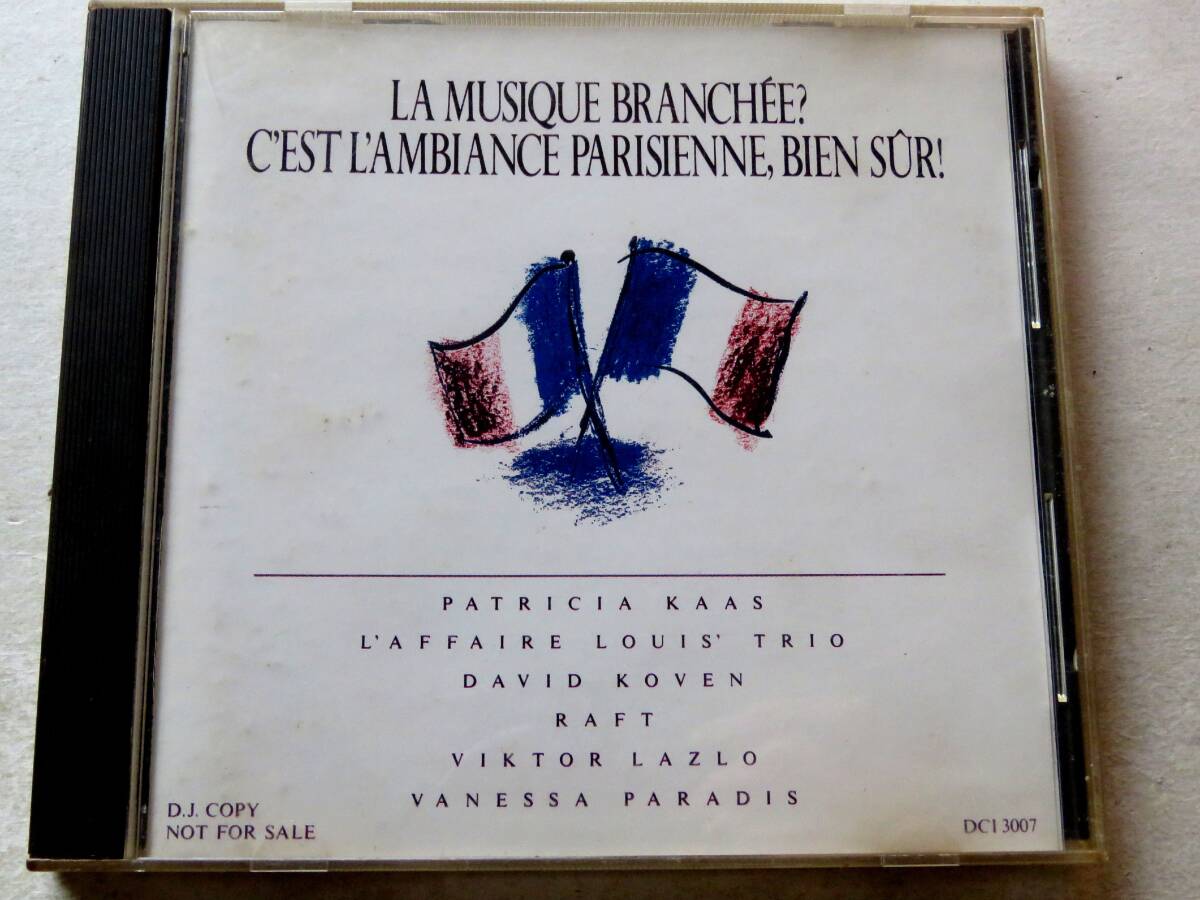 LA MUSIQUE BRANCHÉE?
C'EST L'AMBIANCE PARISIENNE, BIEN SÛR!
PATRICIA KAAS
L'AFFAIRE LOUIS' TRIO
DAVID KOVEN
RAFT
VIKTOR LAZLO
VANESSA PARADIS
D.J. COPY
NOT FOR SALE
DCI 3007